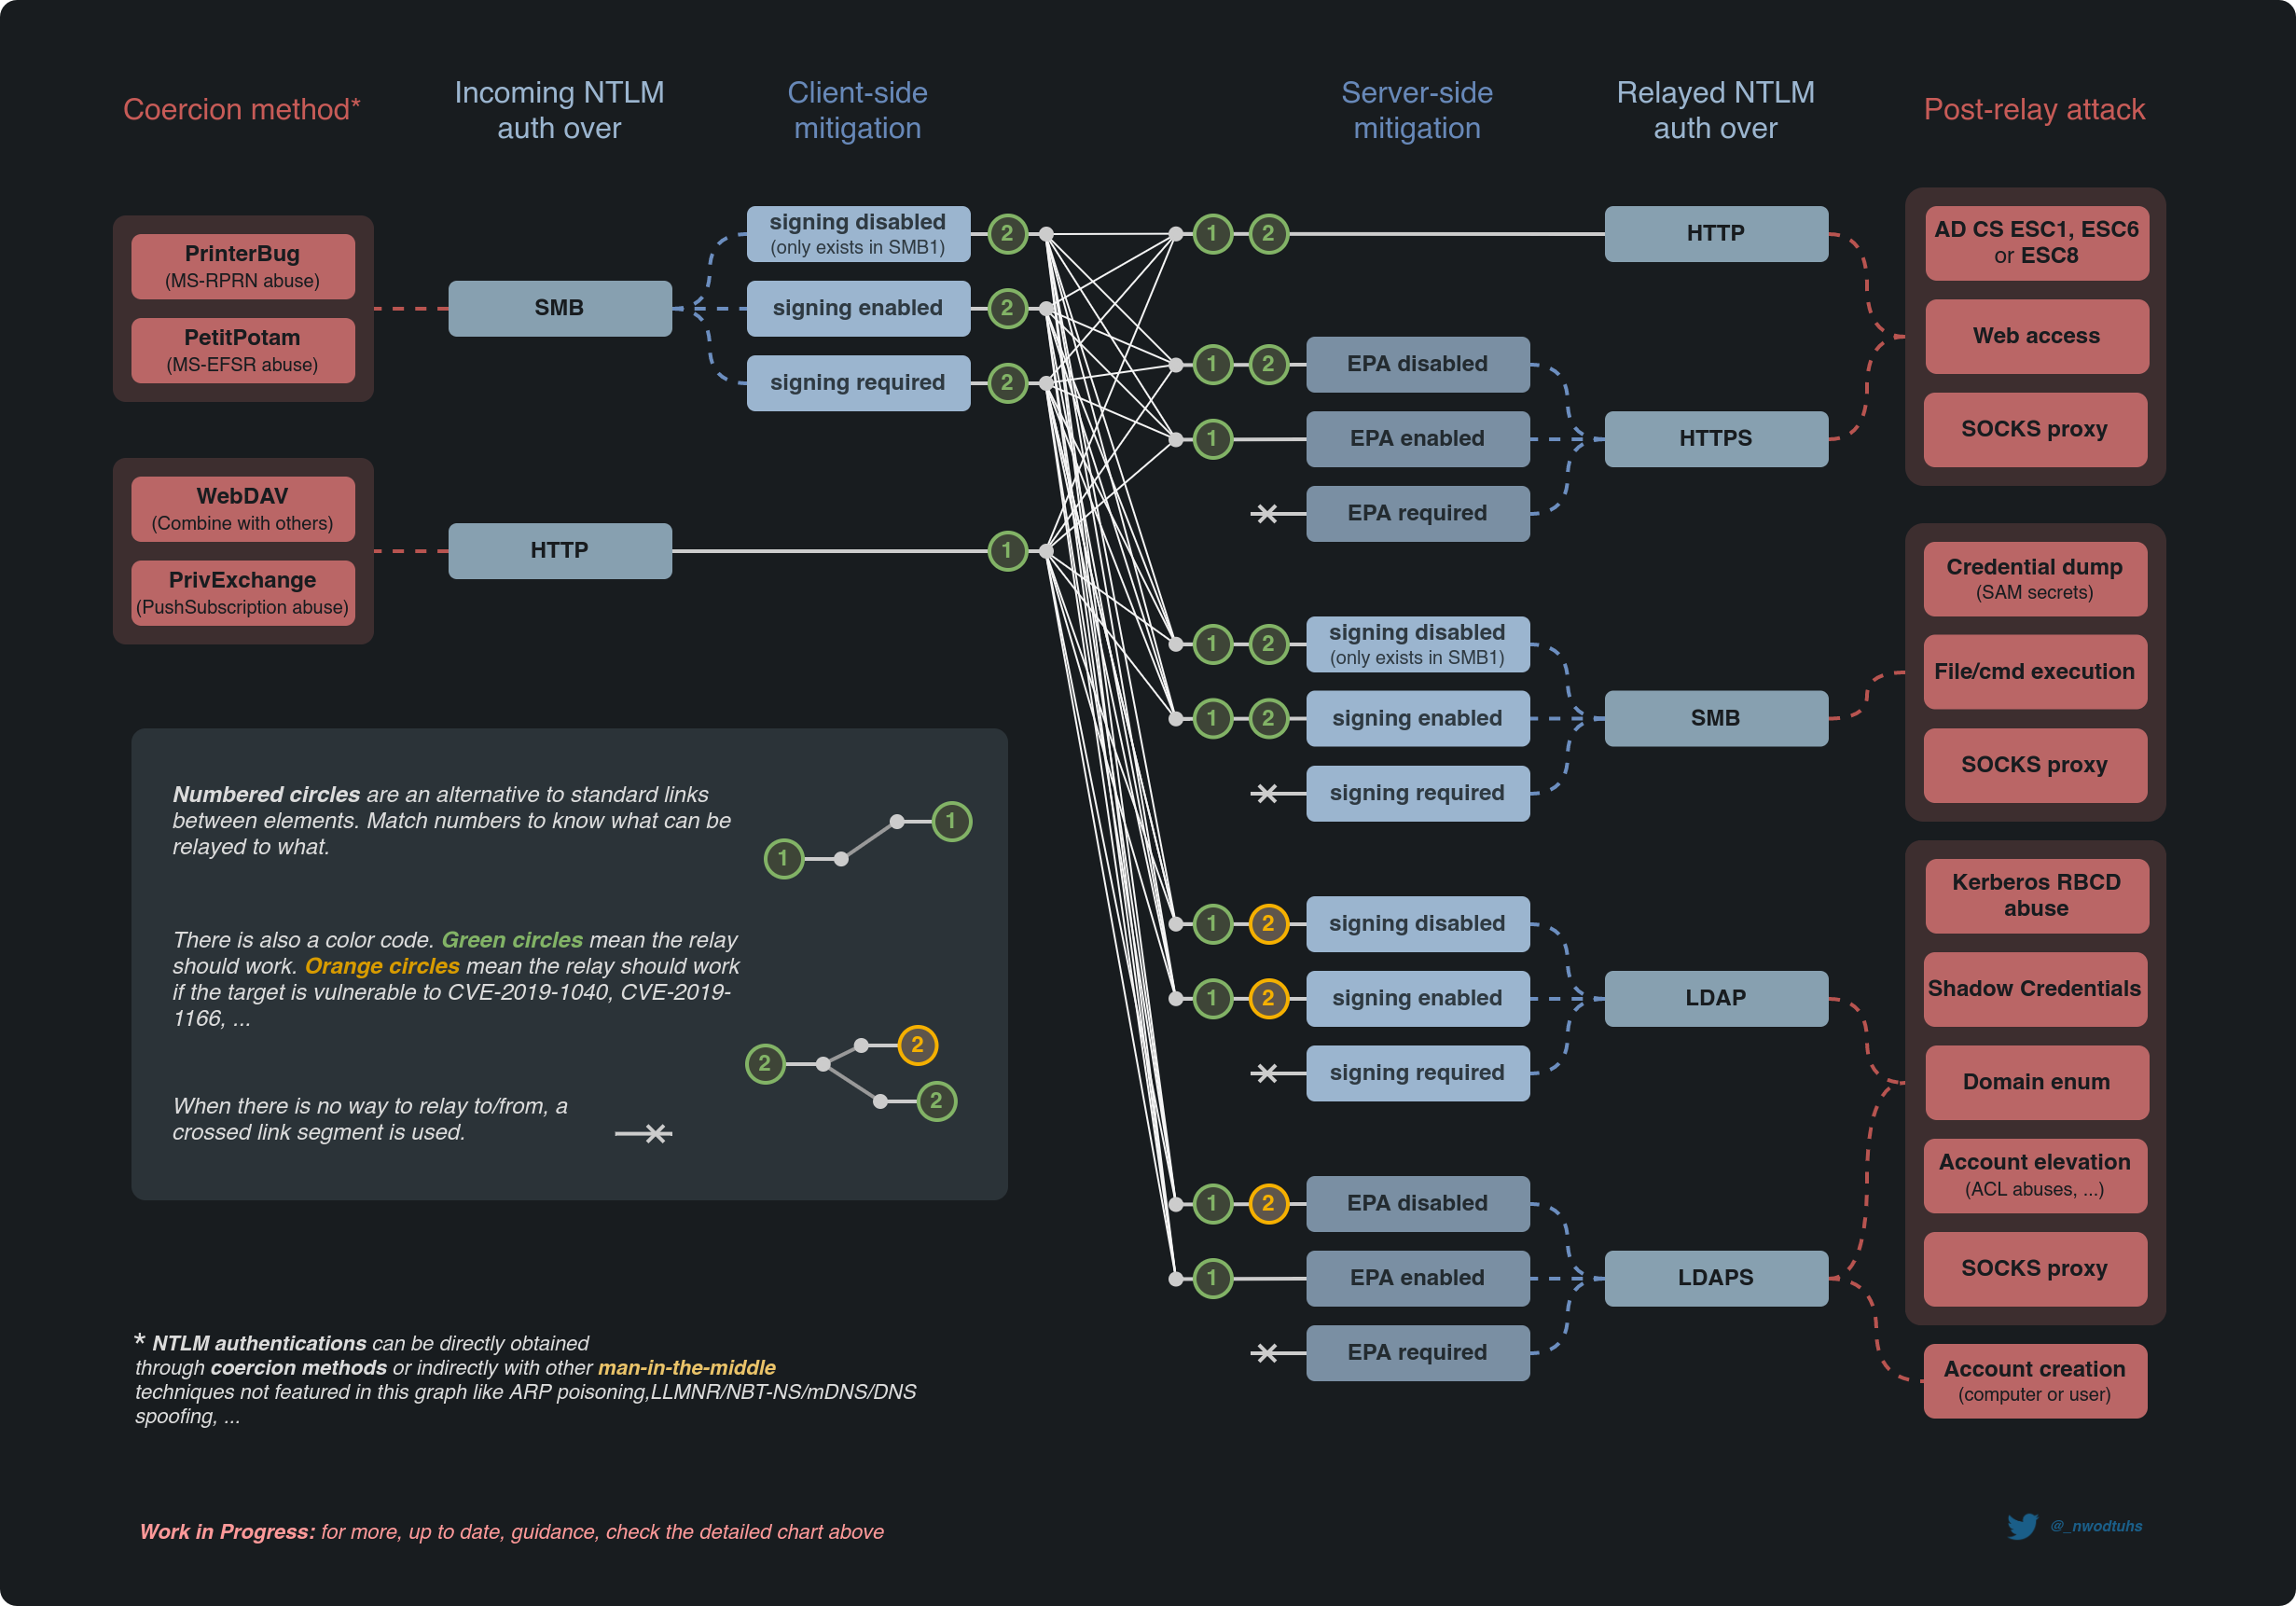 Coercion method*
Incoming NTLM
auth over
Client-side
mitigation
Server-side
mitigation
Relayed NTLM
auth over
Post-relay attack
PrinterBug
(MS-RPRN abuse)
PetitPotam
(MS-EFSR abuse)
SMB
signing disabled
(only exists in SMB1)
2
signing enabled
2
signing required
2
WebDAV
(Combine with others)
PrivExchange
(PushSubscription abuse)
HTTP
1
1 2
HTTP
1 2 EPA disabled
1 EPA enabled
EPA required
HTTPS
AD CS ESC1, ESC6
or ESC8
Web access
SOCKS proxy
1 2 signing disabled
(only exists in SMB1)
1 2 signing enabled
signing required
SMB
Credential dump
(SAM secrets)
File/cmd execution
SOCKS proxy
1 2 signing disabled
1 2 signing enabled
signing required
LDAP
1 2 EPA disabled
1 EPA enabled
EPA required
LDAPS
Kerberos RBCD
abuse
Shadow Credentials
Domain enum
Account elevation
(ACL abuses, ...)
SOCKS proxy
Account creation
(computer or user)
Numbered circles are an alternative to standard links
between elements. Match numbers to know what can be
relayed to what.
1
1
There is also a color code. Green circles mean the relay
should work. Orange circles mean the relay should work
if the target is vulnerable to CVE-2019-1040, CVE-2019-
1166, ...
2
2
2
When there is no way to relay to/from, a
crossed link segment is used.
* NTLM authentications can be directly obtained
through coercion methods or indirectly with other man-in-the-middle
techniques not featured in this graph like ARP poisoning,LLMNR/NBT-NS/mDNS/DNS
spoofing, ...
Work in Progress: for more, up to date, guidance, check the detailed chart above
@_nwodtuhs